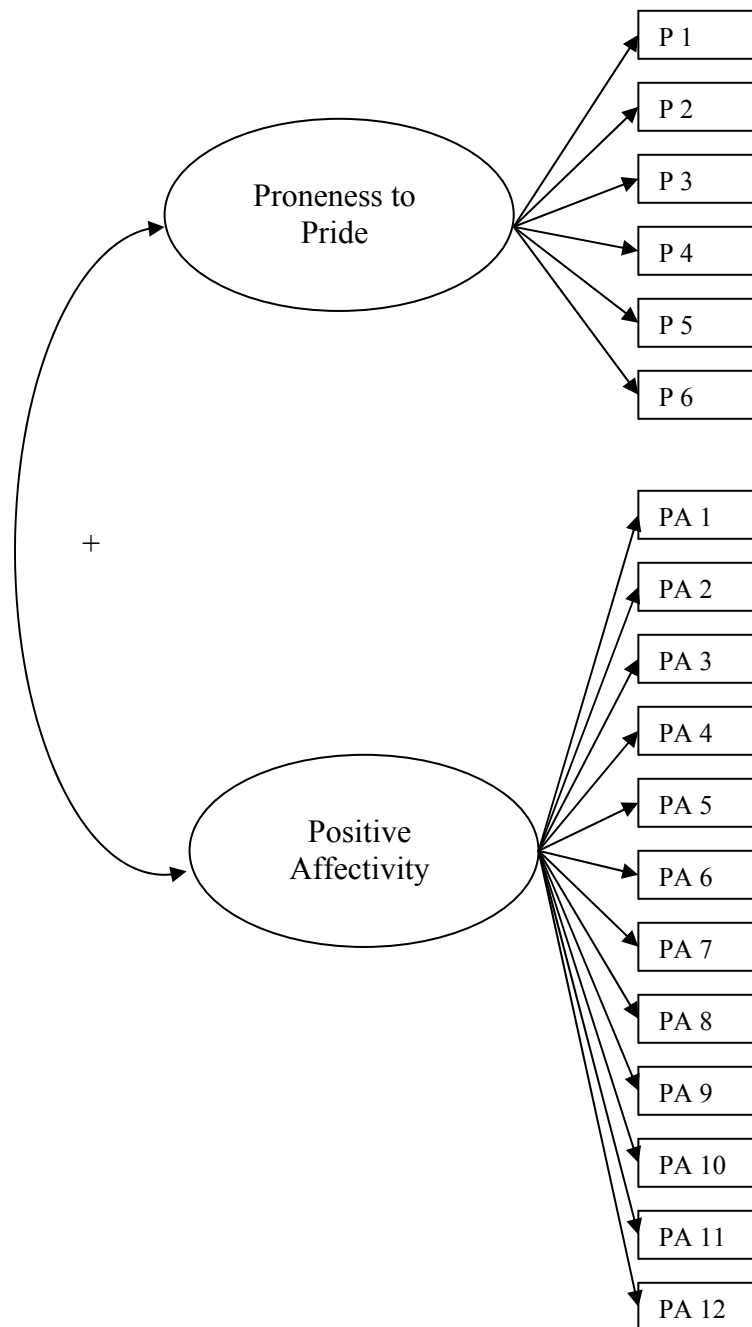 P 1
P 2
P 3
P 4
P 5
P 6
Proneness to
Pride
+
PA 1
PA 2
PA 3
PA 4
PA 5
PA 6
PA 7
PA 8
PA 9
PA 10
PA 11
PA 12
Positive
Affectivity